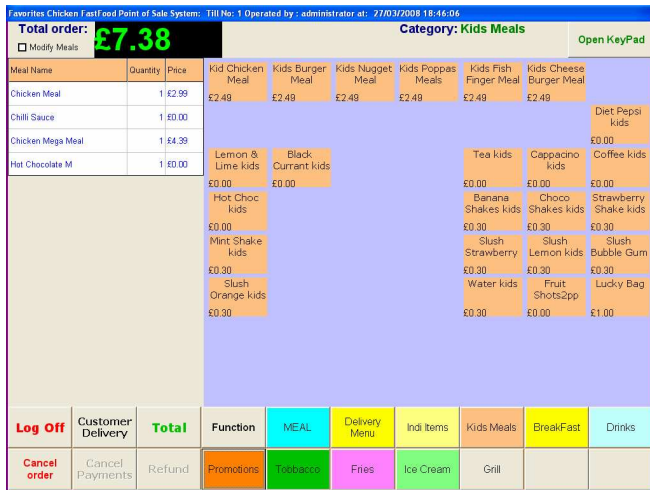 Favorites Chicken FastFood Point of Sale System: Till No: 1 Operated by : administrator at: 27/03/2008 18:46:06
Total order: £7.38 Category: Kids Meals
Modify Meals
Open KeyPad
Meal Name Quantity Price
Chicken Meal 1 £2.99
Chilli Sauce 1 £0.00
Chicken Mega Meal 1 £4.39
Hot Chocolate M 1 £0.00
Kid Chicken Meal £2.49
Kids Burger Meal £2.49
Kids Nugget Meal £2.49
Kids Poppas Meals £2.49
Kids Fish Finger Meal £2.49
Kids Cheese Burger Meal £2.49
Diet Pepsi kids £0.00
Lemon & Lime kids £0.00
Black Currant kids £0.00
Tea kids £0.00
Cappacino kids £0.00
Coffee kids £0.00
Hot Choc kids £0.00
Banana Shakes kids £0.30
Choco Shakes kids £0.30
Strawberry Shake kids £0.30
Mint Shake kids £0.30
Slush Strawberry £0.30
Slush Lemon kids £0.30
Slush Bubble Gum £0.30
Slush Orange kids £0.30
Water kids £0.30
Fruit Shots2pp £0.00
Lucky Bag £1.00
Log Off Customer Delivery Total Function MEAL Delivery Menu Indi Items Kids Meals BreakFast Drinks
Cancel order Cancel Payments Refund Promotions Tobbacco Fries Ice Cream Grill